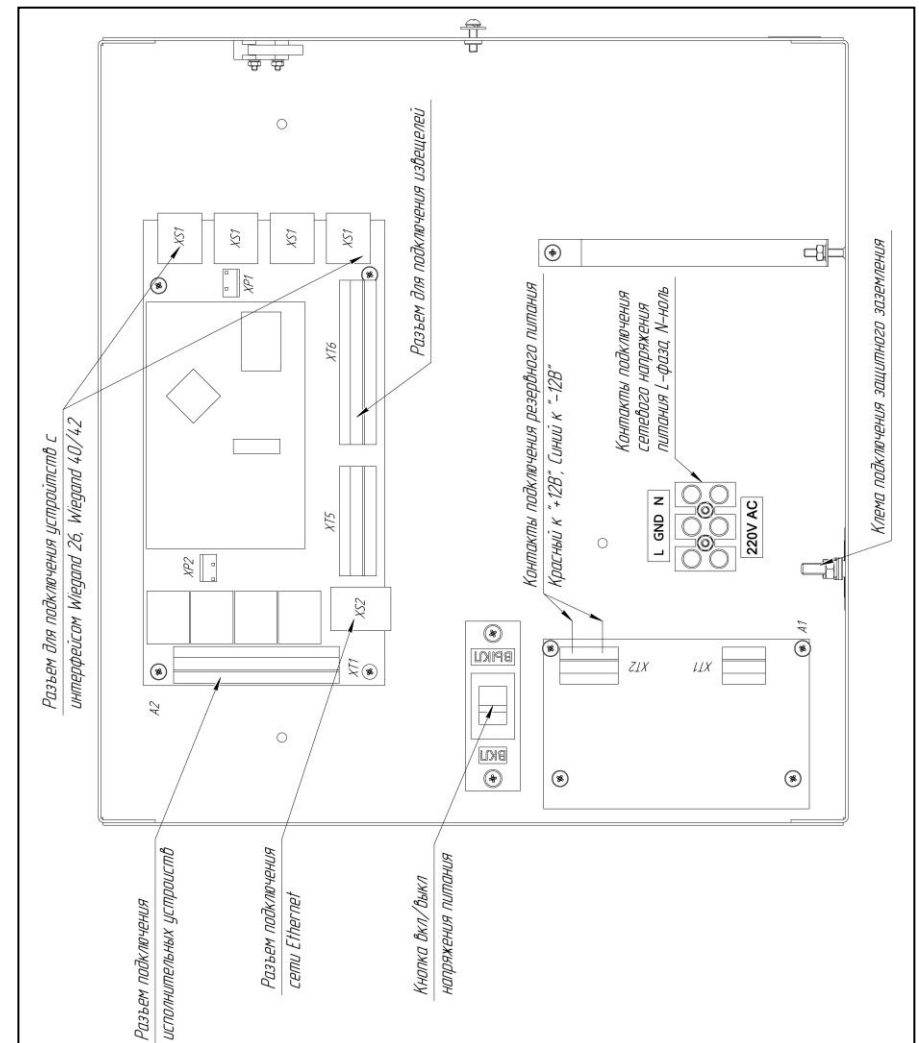 Разъем для подключения устроитств с
интерфейсом Wiegand 26, Wiegand 40/42
XS1
XS1
XS1
XS1
XP1
XT6
Разъем для подключения извещелей
XT5
XP2
XS2
XT1
A2
Разъем подключения
исполнительных устроиств
Разъем подключения
сети Ethernet
ВЫКЛ
ВКЛ
Кнопка вкл/выкл
напряжения питания
Контакты подключения резервного питания
Красный к "+12В", Синий к "-12В"
XT2
XT1
A1
Контакты подключения
сетевого напряжения
питания L-фаза, N-ноль
L GND N
220V AC
Клема подключения защитного заземления